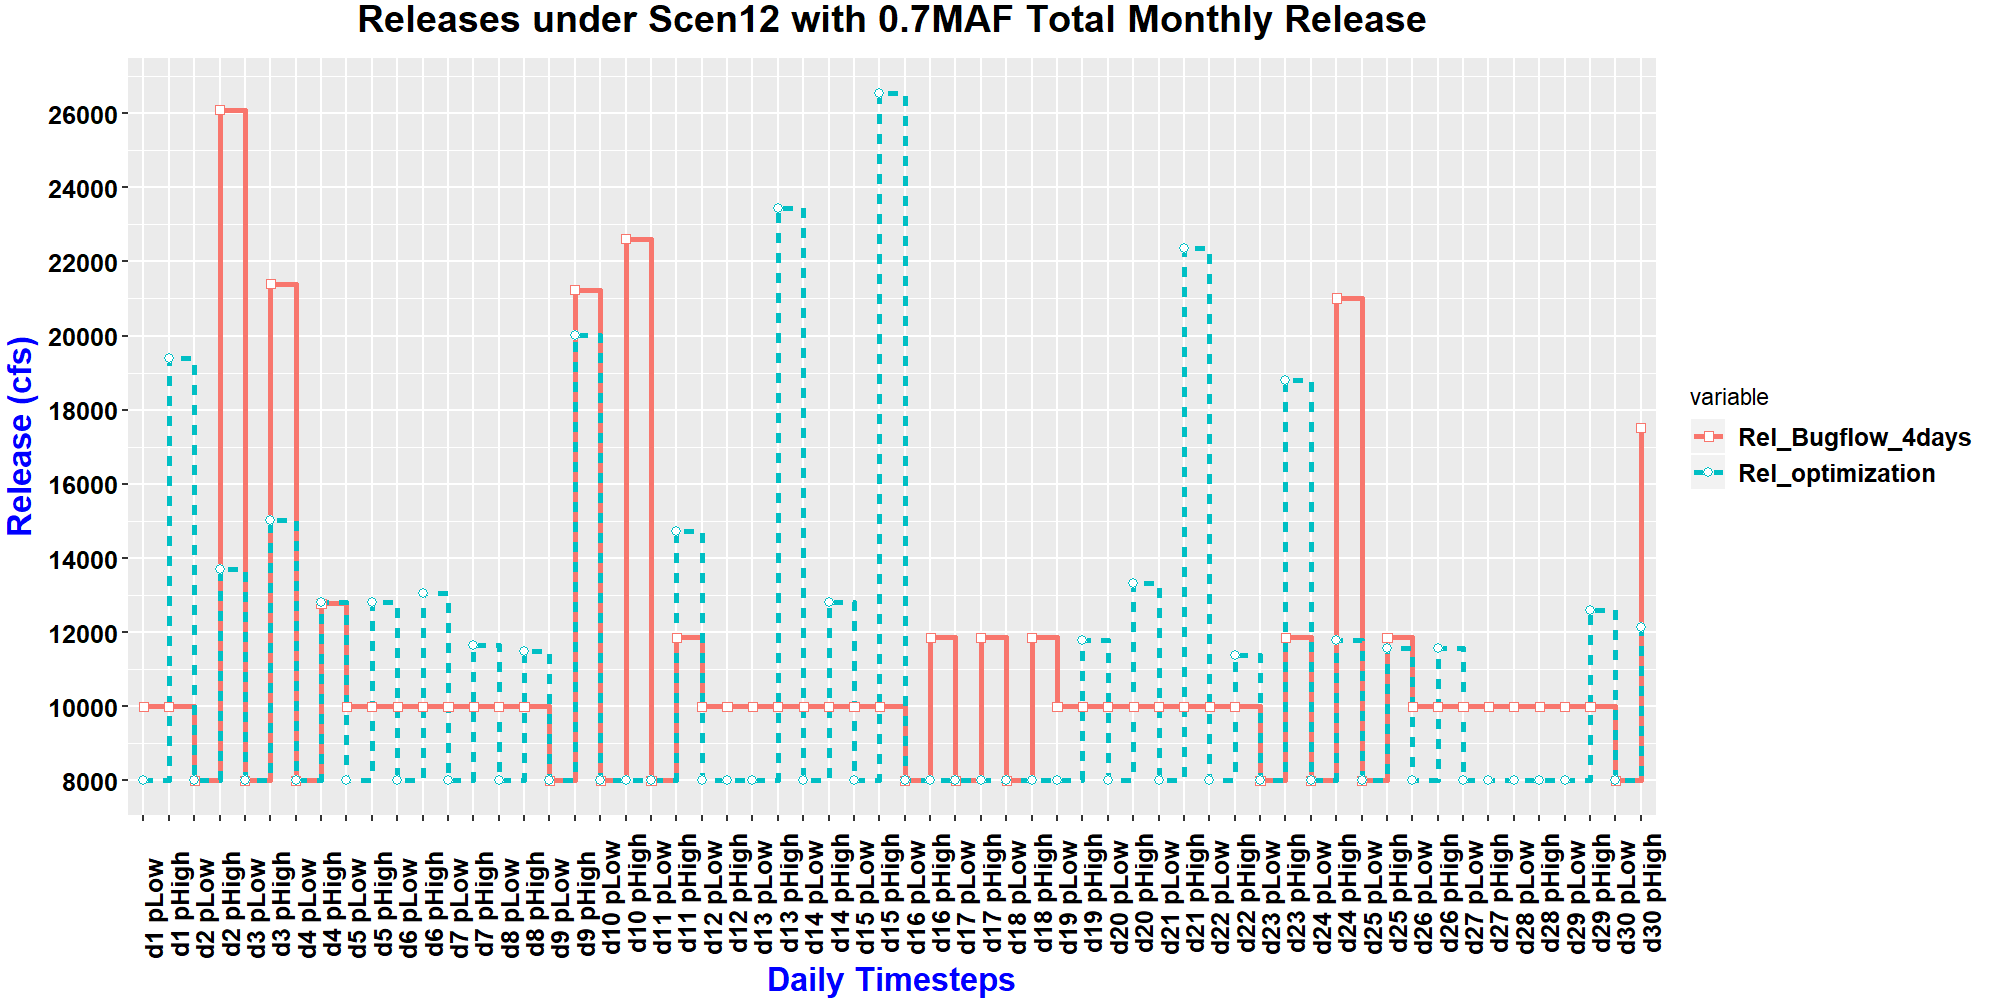 Releases under Scen12 with 0.7MAF Total Monthly Release
Release (cfs)
26000
24000
22000
20000
18000
16000
14000
12000
10000
8000
d1 pLow
d1 pHigh
d2 pLow
d2 pHigh
d3 pLow
d3 pHigh
d4 pLow
d4 pHigh
d5 pLow
d5 pHigh
d6 pLow
d6 pHigh
d7 pLow
d7 pHigh
d8 pLow
d8 pHigh
d9 pLow
d9 pHigh
d10 pLow
d10 pHigh
d11 pLow
d11 pHigh
d12 pLow
d12 pHigh
d13 pLow
d13 pHigh
d14 pLow
d14 pHigh
d15 pLow
d15 pHigh
d16 pLow
d16 pHigh
d17 pLow
d17 pHigh
d18 pLow
d18 pHigh
d19 pLow
d19 pHigh
d20 pLow
d20 pHigh
d21 pLow
d21 pHigh
d22 pLow
d22 pHigh
d23 pLow
d23 pHigh
d24 pLow
d24 pHigh
d25 pLow
d25 pHigh
d26 pLow
d26 pHigh
d27 pLow
d27 pHigh
d28 pLow
d28 pHigh
d29 pLow
d29 pHigh
d30 pLow
d30 pHigh
Daily Timesteps
variable
Rel_Bugflow_4days
Rel_optimization